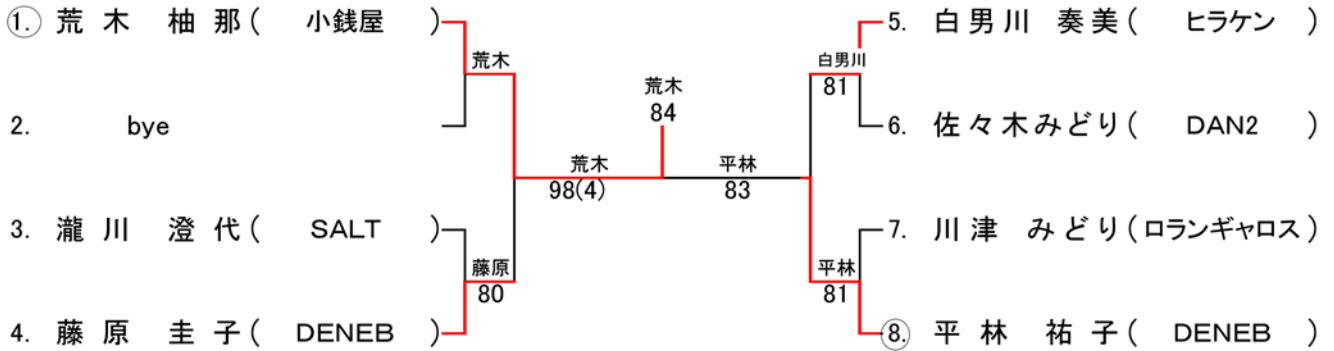 ① 荒木 柚那 ( 小銭屋 )
荒木
2. bye
3. 瀧川 澄代 ( SALT )
藤原
80
4. 藤原 圭子 ( DENEB )
荒木
98(4)
荒木
84
平林
83
5. 白男川 奏美 ( ヒラケン )
白男川
81
6. 佐々木みどり ( DAN2 )
7. 川津 みどり (ロランギャロス)
平林
81
⑧ 平林 祐子 ( DENEB )